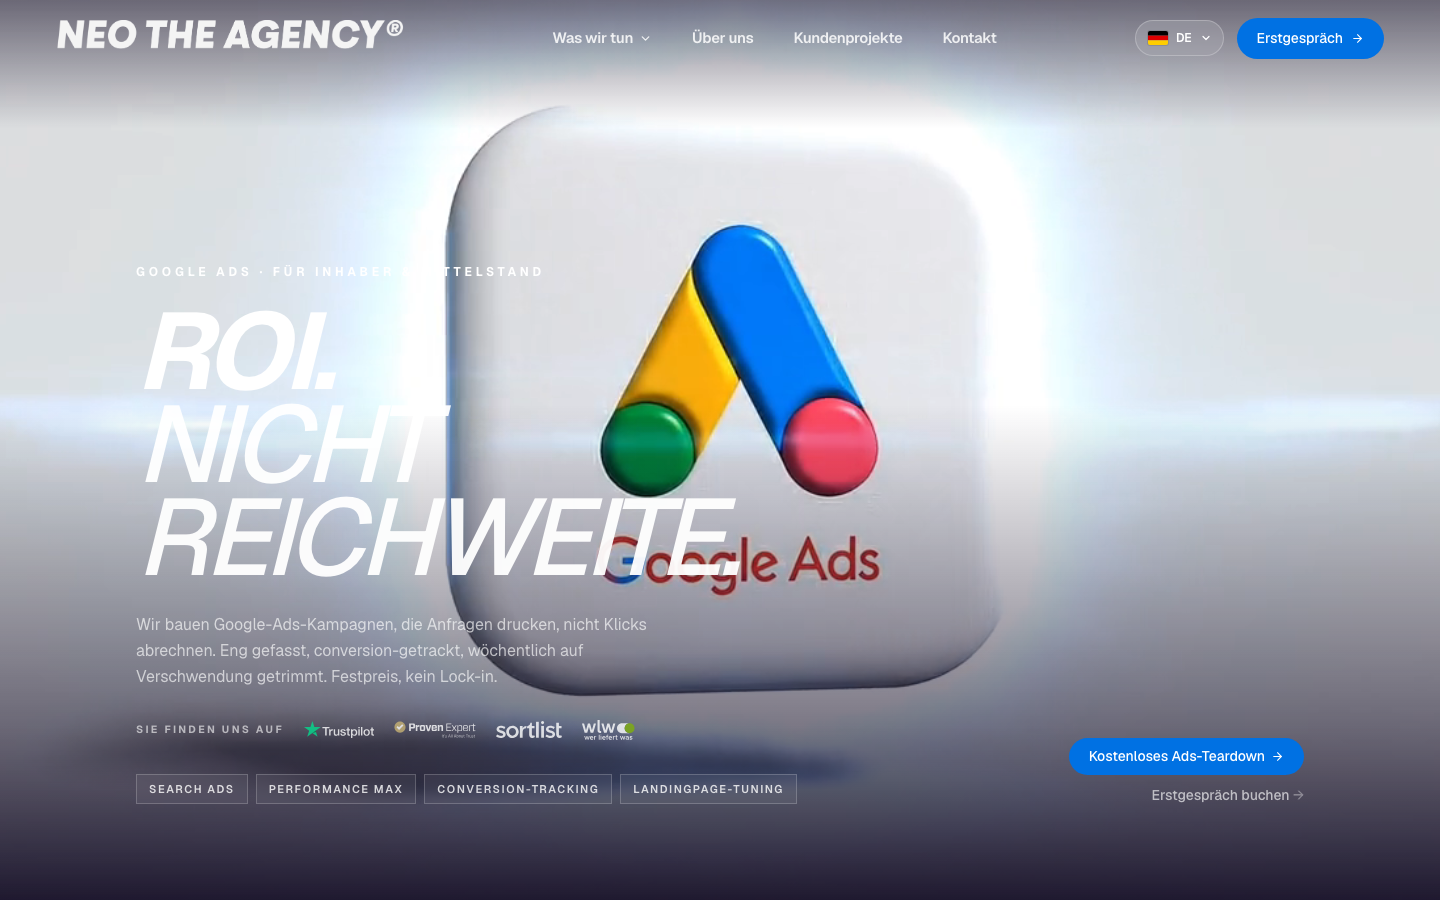 NEO THE AGENCY®
Was wir tun
Über uns
Kundenprojekte
Kontakt
DE
Erstgespräch →
GOOGLE ADS · FÜR INHABER TTELSTAND
ROI.
NICHT
REICHWEITE.
Google Ads
Wir bauen Google-Ads-Kampagnen, die Anfragen drucken, nicht Klicks
abrechnen. Eng gefasst, conversion-getrackt, wöchentlich auf
Verschwendung getrimmt. Festpreis, kein Lock-in.
SIE FINDEN UNS AUF
Trustpilot
Proven Expert
sortlist
wlw
wer liefert was
SEARCH ADS
PERFORMANCE MAX
CONVERSION-TRACKING
LANDINGPAGE-TUNING
Kostenloses Ads-Teardown →
Erstgespräch buchen →